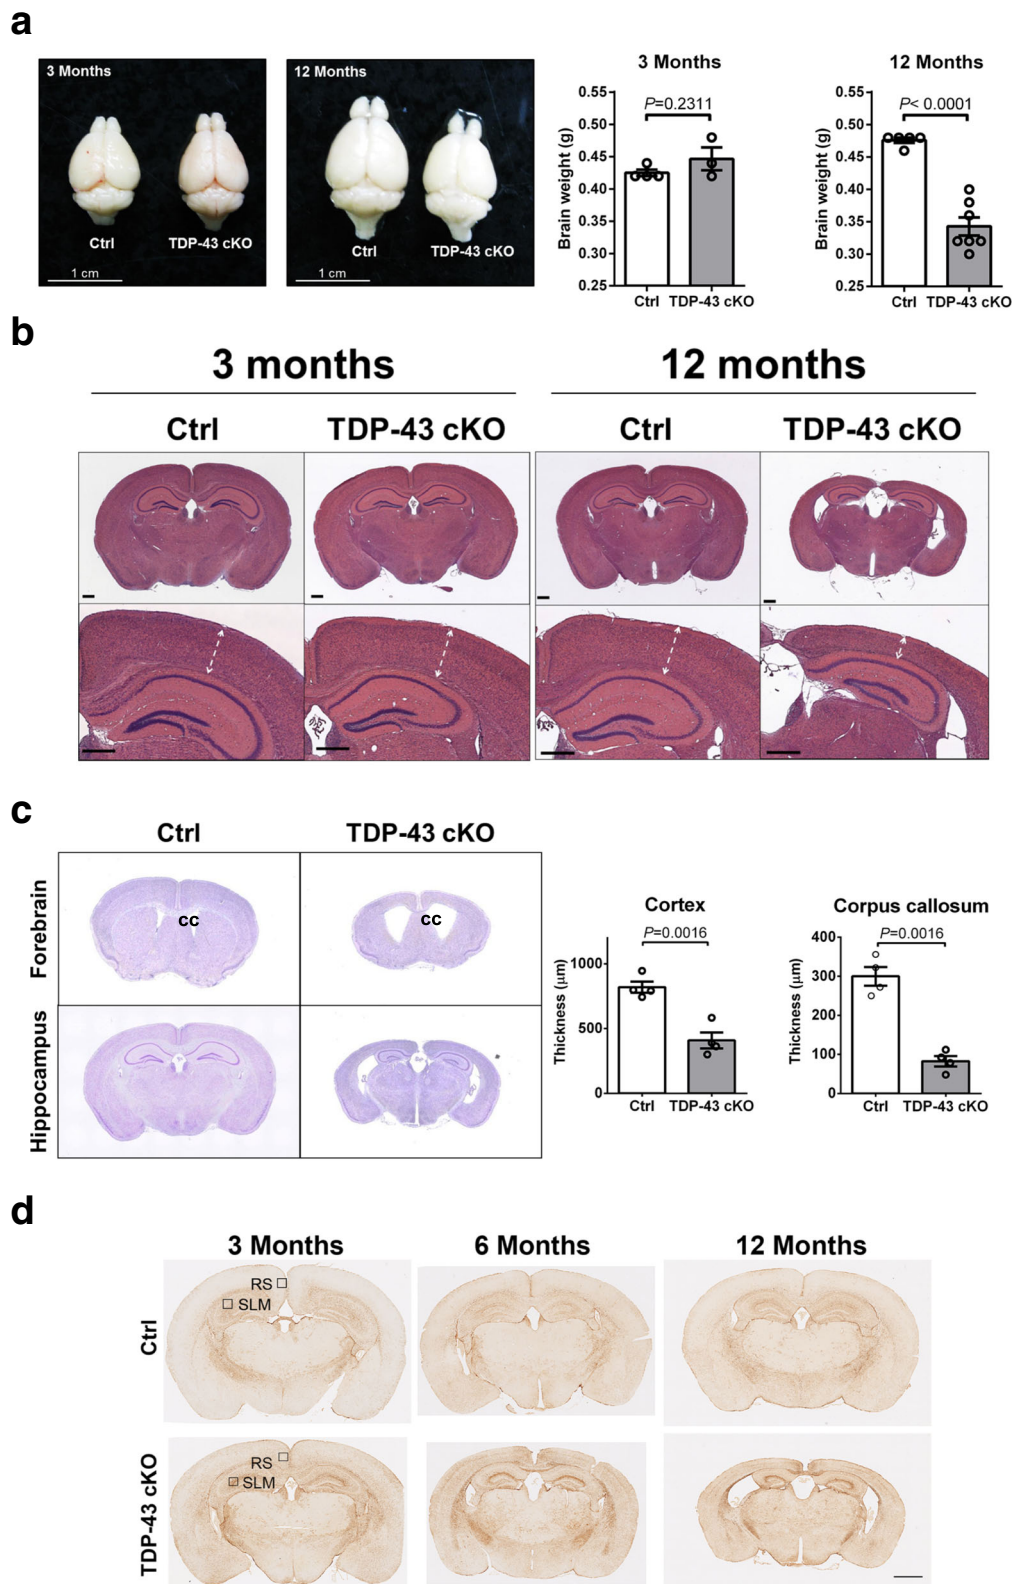 a
3 Months
Ctrl
TDP-43 cKO
1 cm
12 Months
Ctrl
TDP-43 cKO
1 cm
3 Months
P=0.2311
Brain weight (g)
0.55
0.50
0.45
0.40
0.35
0.30
0.25
Ctrl TDP-43 cKO
12 Months
P< 0.0001
Brain weight (g)
0.55
0.50
0.45
0.40
0.35
0.30
0.25
Ctrl TDP-43 cKO
b
3 months
12 months
Ctrl
TDP-43 cKO
Ctrl
TDP-43 cKO
c
Ctrl
TDP-43 cKO
Forebrain
cc
cc
Hippocampus
Cortex
P=0.0016
Thickness (μm)
1000
500
0
Ctrl TDP-43 cKO
Corpus callosum
P=0.0016
Thickness (μm)
400
300
200
100
0
Ctrl TDP-43 cKO
d
3 Months
6 Months
12 Months
Ctrl
RS
SLM
TDP-43 cKO
RS
SLM